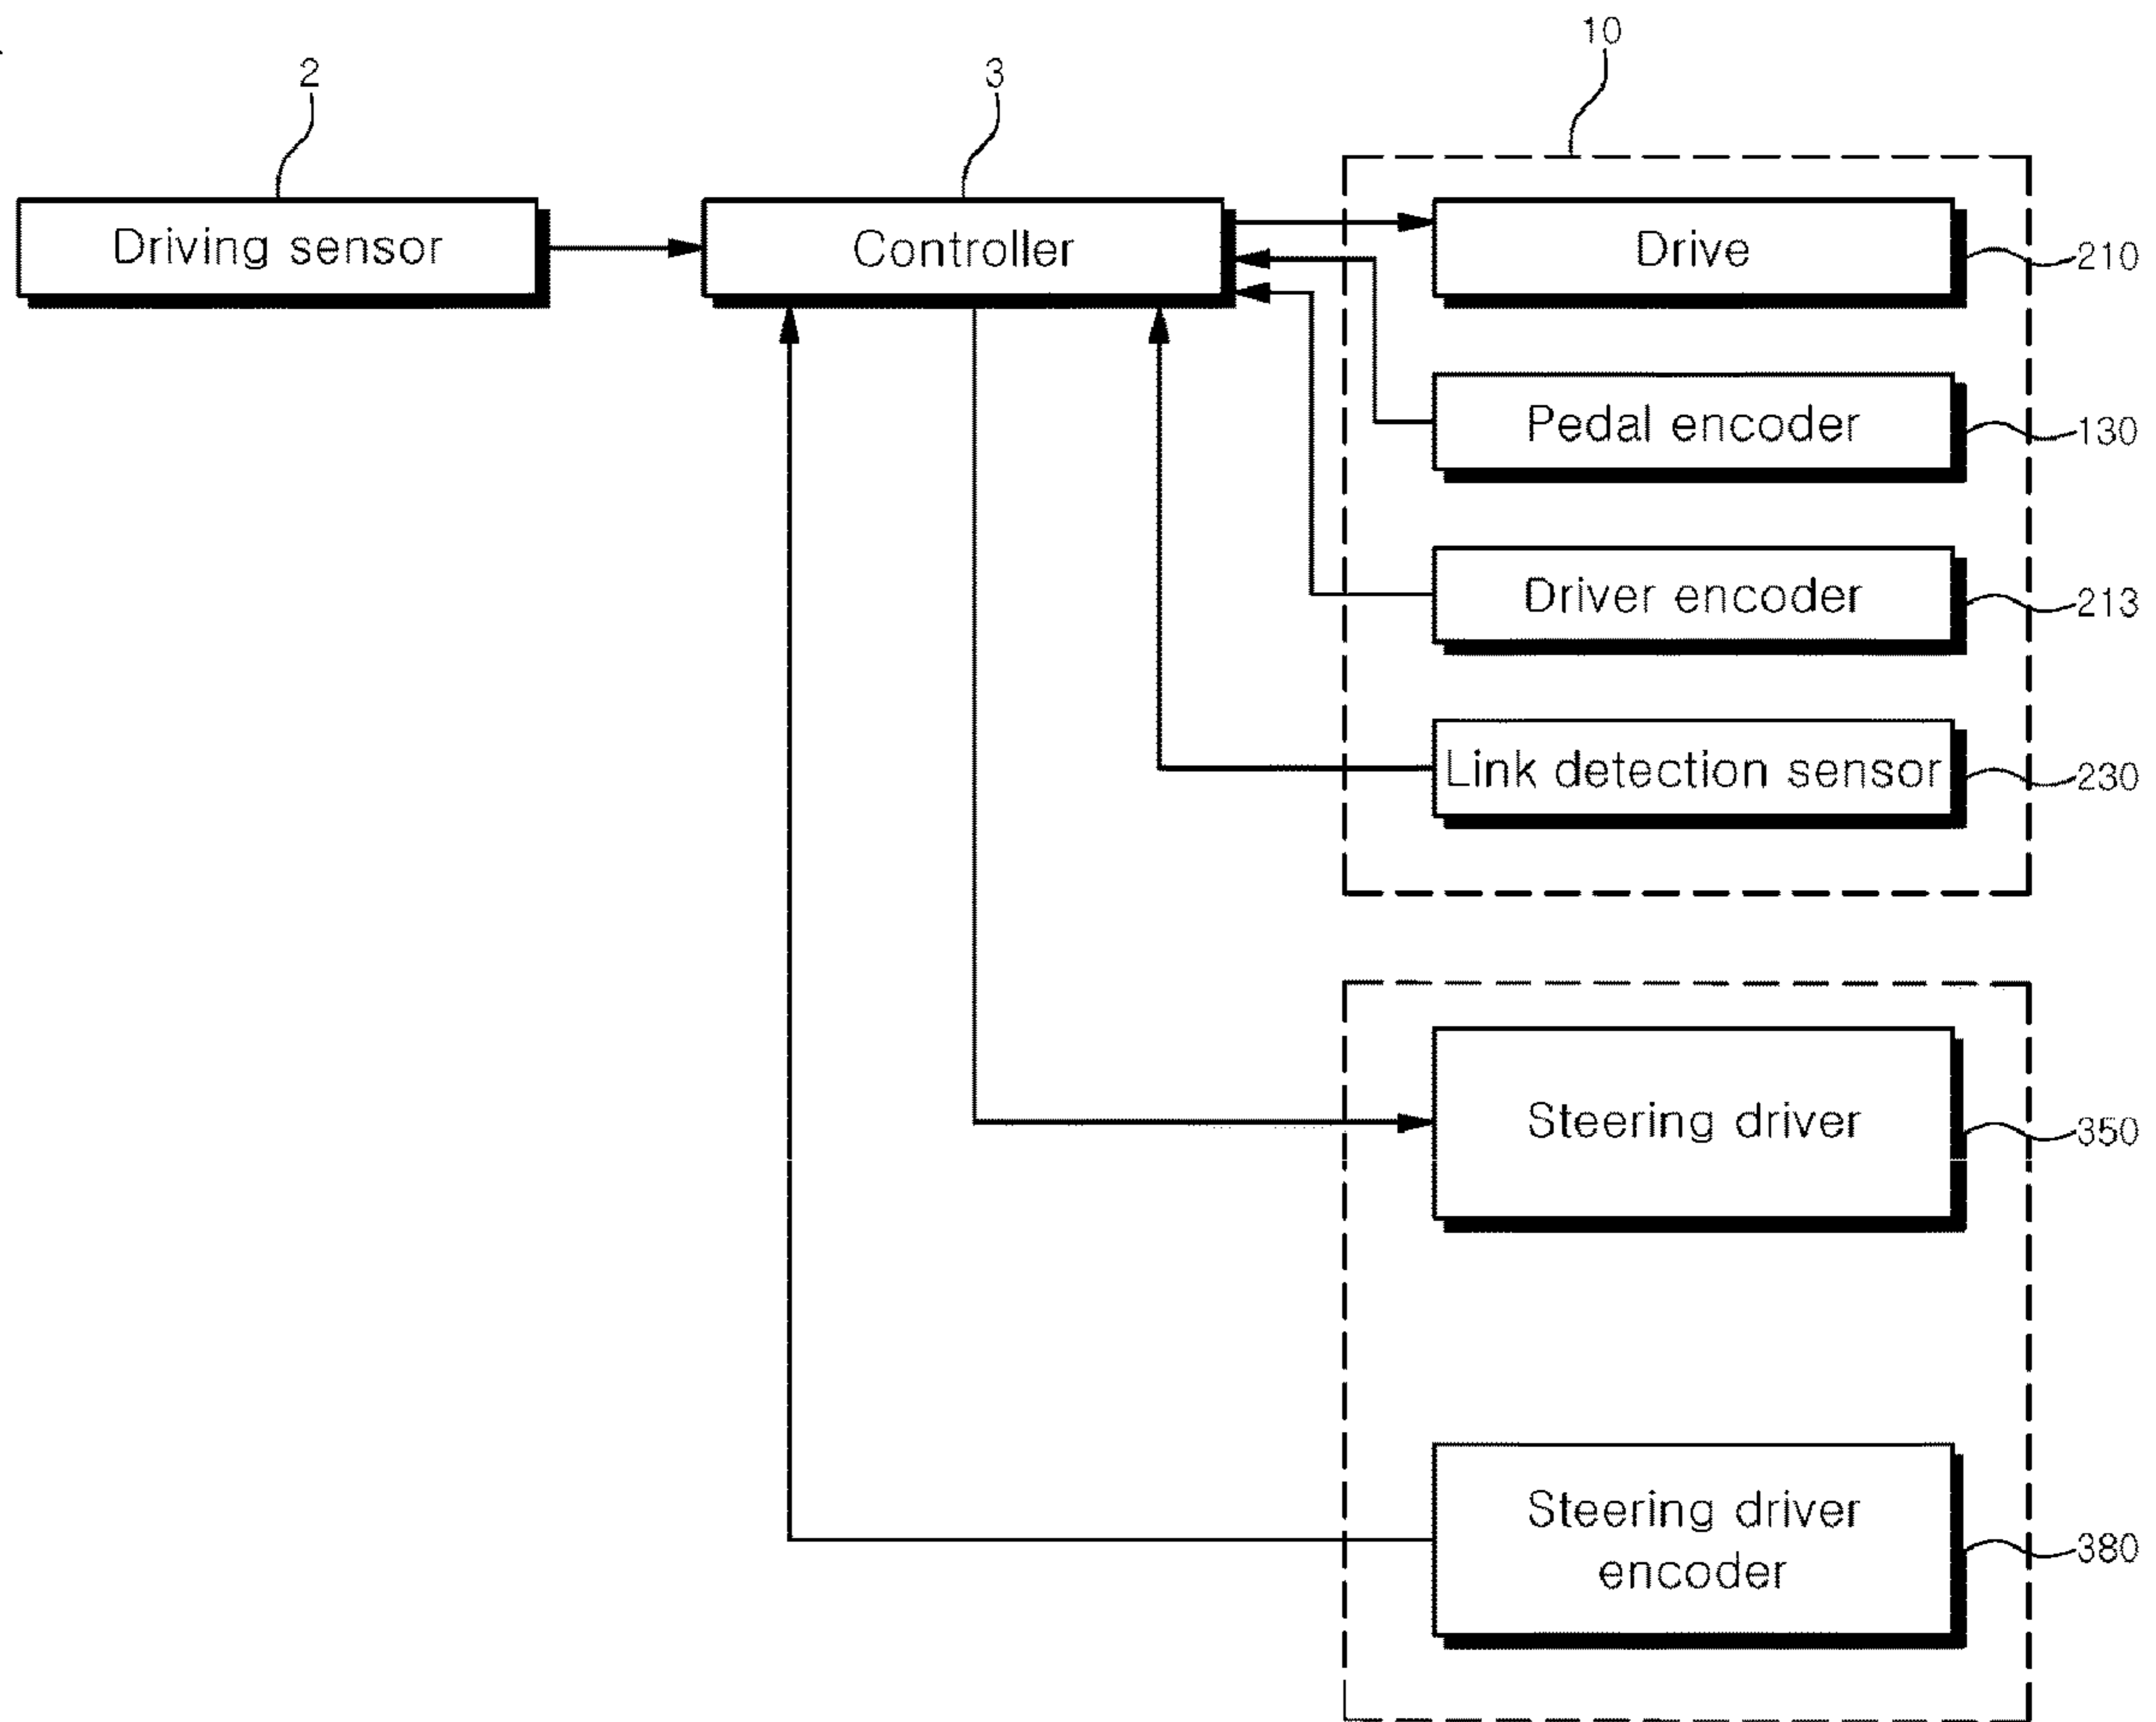 10
2
3
Driving sensor
Controller
Drive
210
Pedal encoder
130
Driver encoder
213
Link detection sensor
230
Steering driver
350
Steering driver
encoder
380